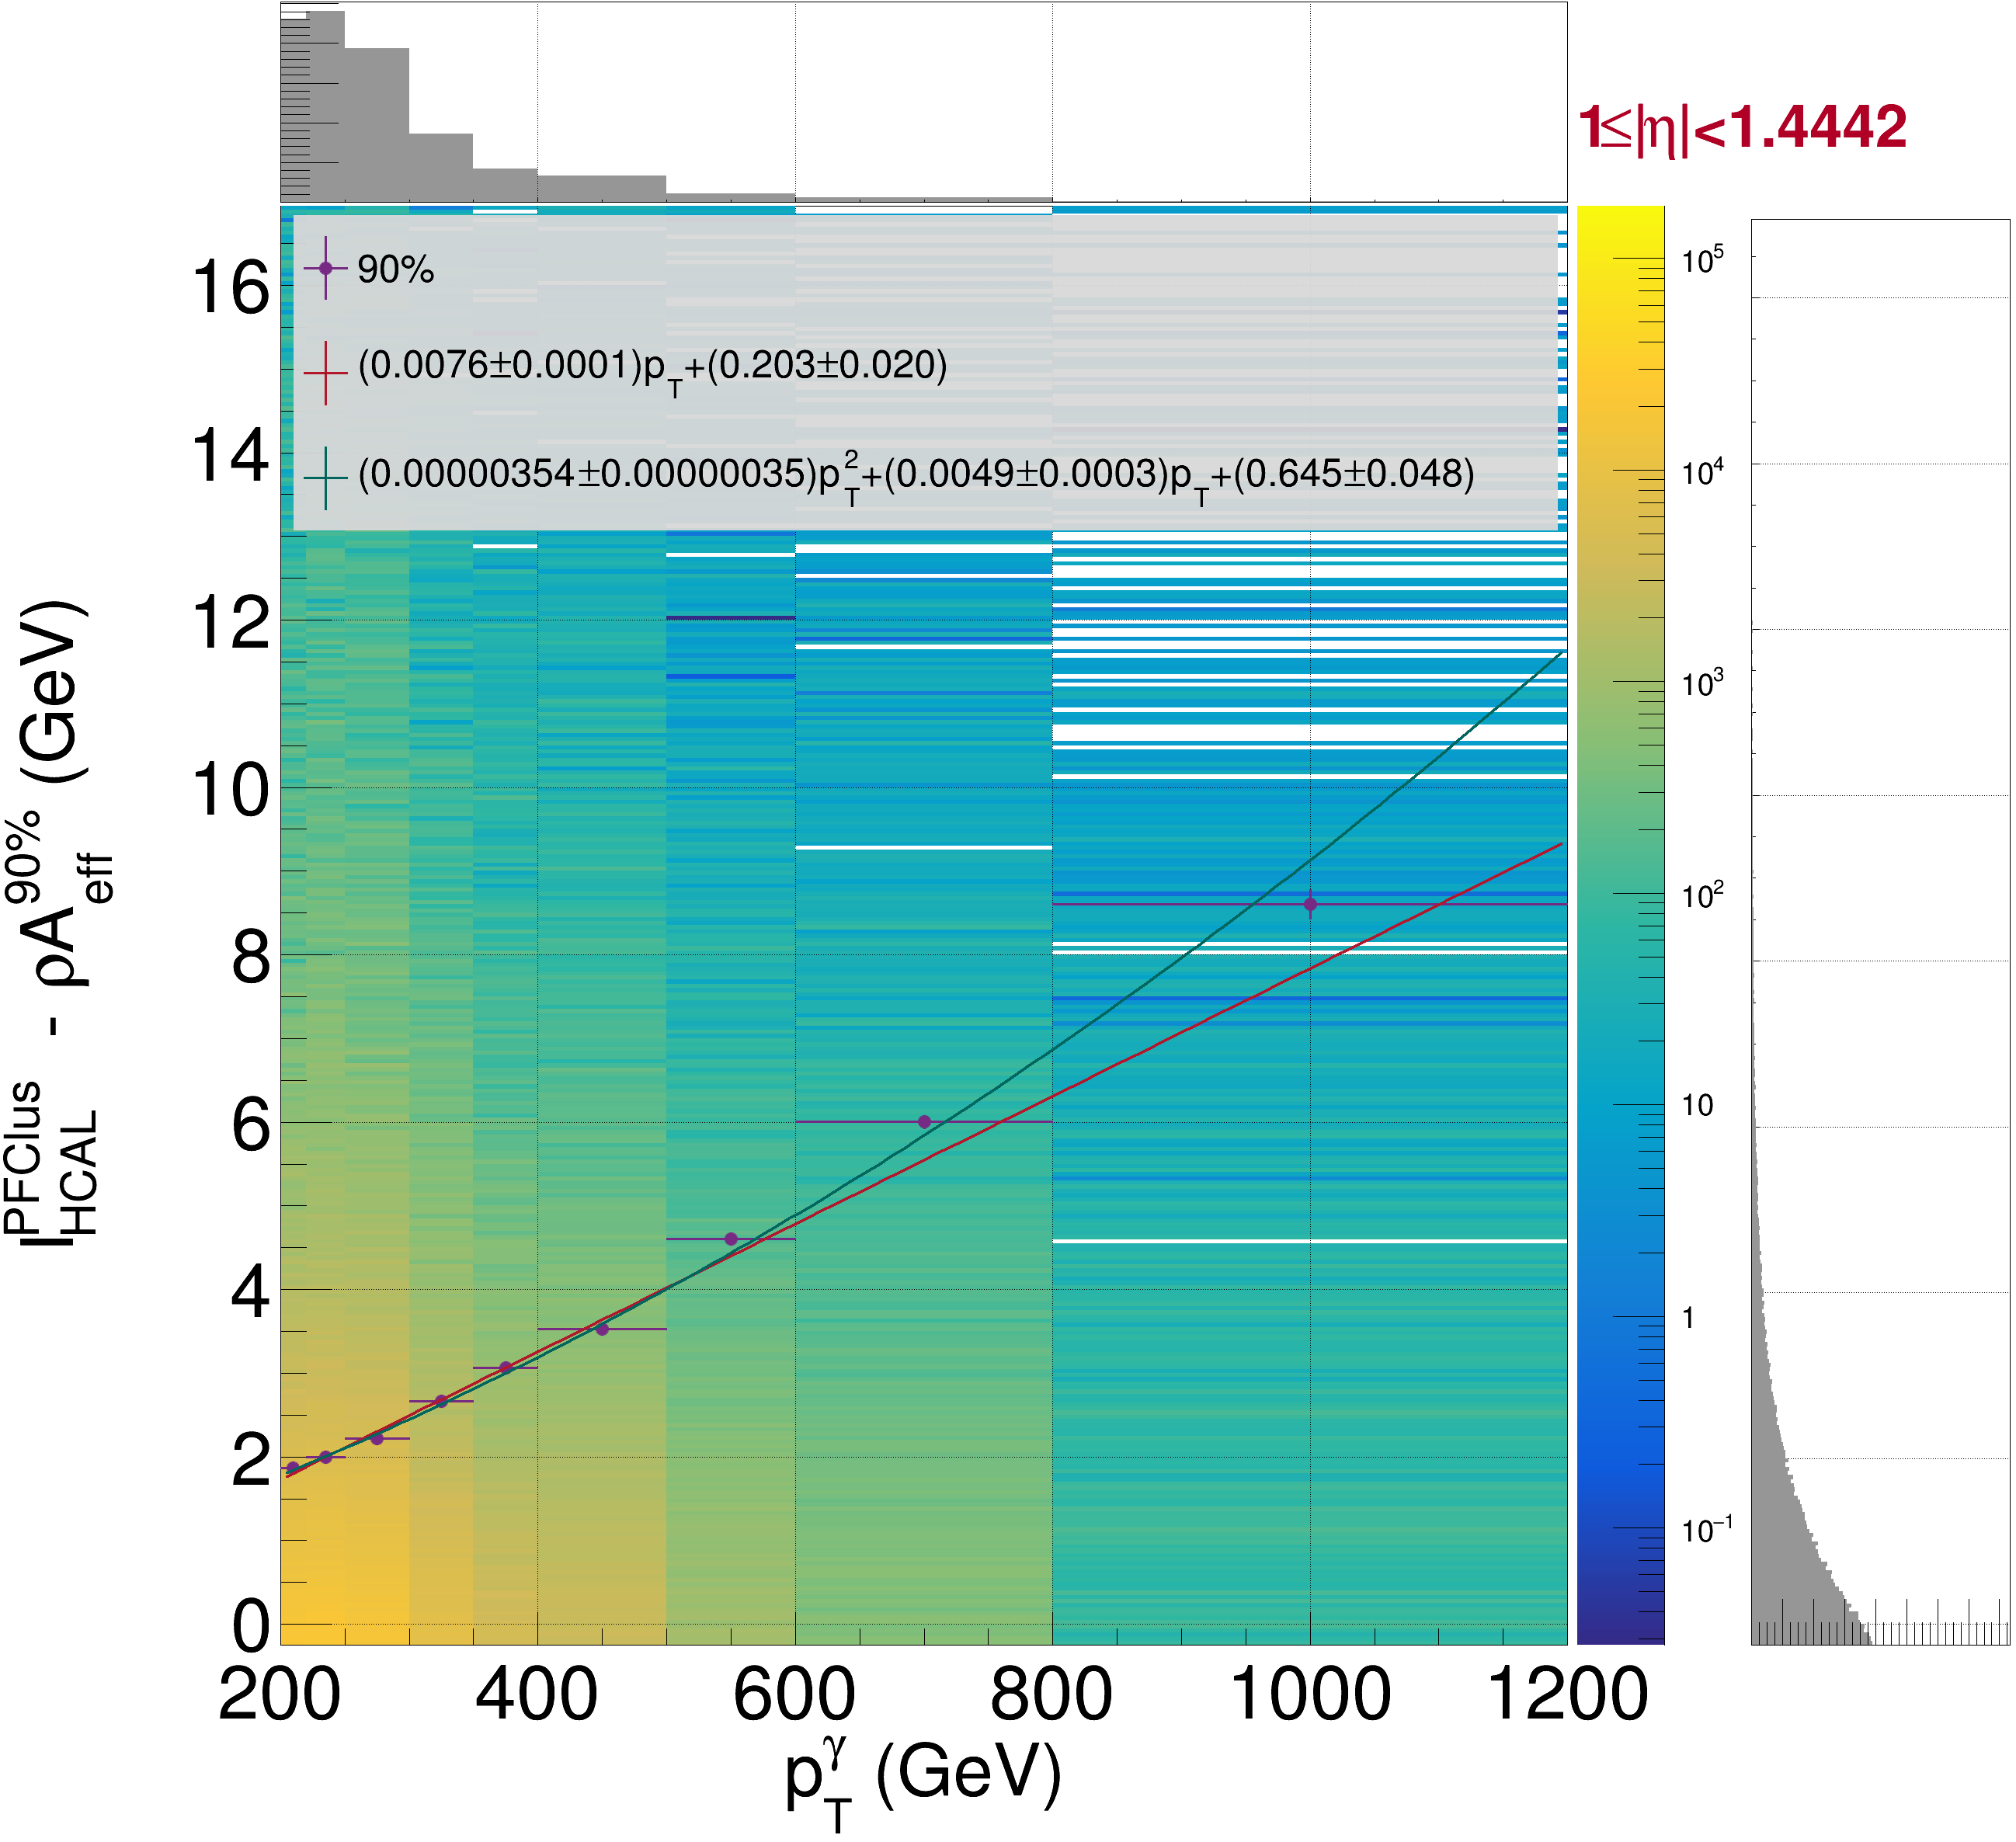 1≤|η|<1.4442
90%
(0.0076±0.0001)p_T+(0.203±0.020)
(0.00000354±0.00000035)p_T^2+(0.0049±0.0003)p_T+(0.645±0.048)
I_HCAL^PFClus - ρA_eff^90% (GeV)
16
14
12
10
8
6
4
2
0
200 400 600 800 1000 1200
p_T^γ (GeV)
10^5
10^4
10^3
10^2
10
1
10^−1